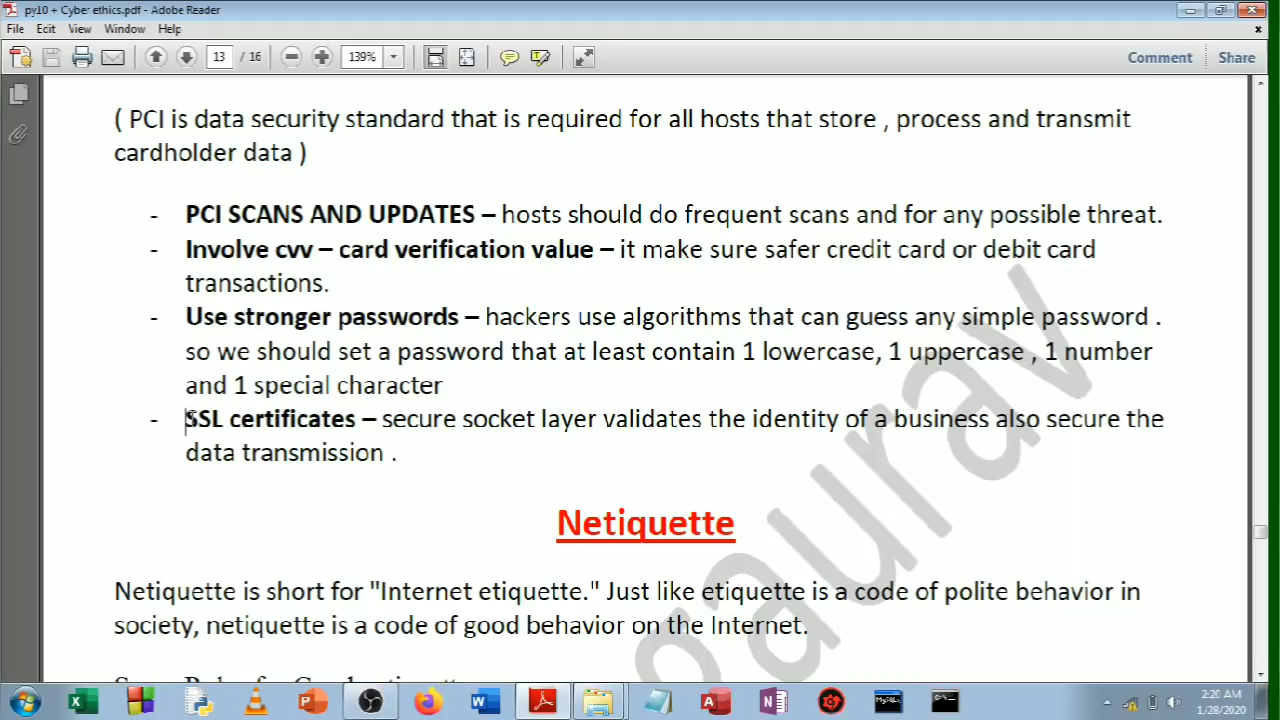 py10 + Cyber ethics.pdf - Adobe Reader
File Edit View Window Help
13 / 16 139% Comment Share
( PCI is data security standard that is required for all hosts that store , process and transmit
cardholder data )
- PCI SCANS AND UPDATES – hosts should do frequent scans and for any possible threat.
- Involve cvv – card verification value – it make sure safer credit card or debit card
transactions.
- Use stronger passwords – hackers use algorithms that can guess any simple password .
so we should set a password that at least contain 1 lowercase, 1 uppercase , 1 number
and 1 special character
- SSL certificates – secure socket layer validates the identity of a business also secure the
data transmission .
Netiquette
Netiquette is short for "Internet etiquette." Just like etiquette is a code of polite behavior in
society, netiquette is a code of good behavior on the Internet.
gaurav
2:20 AM
1/28/2020